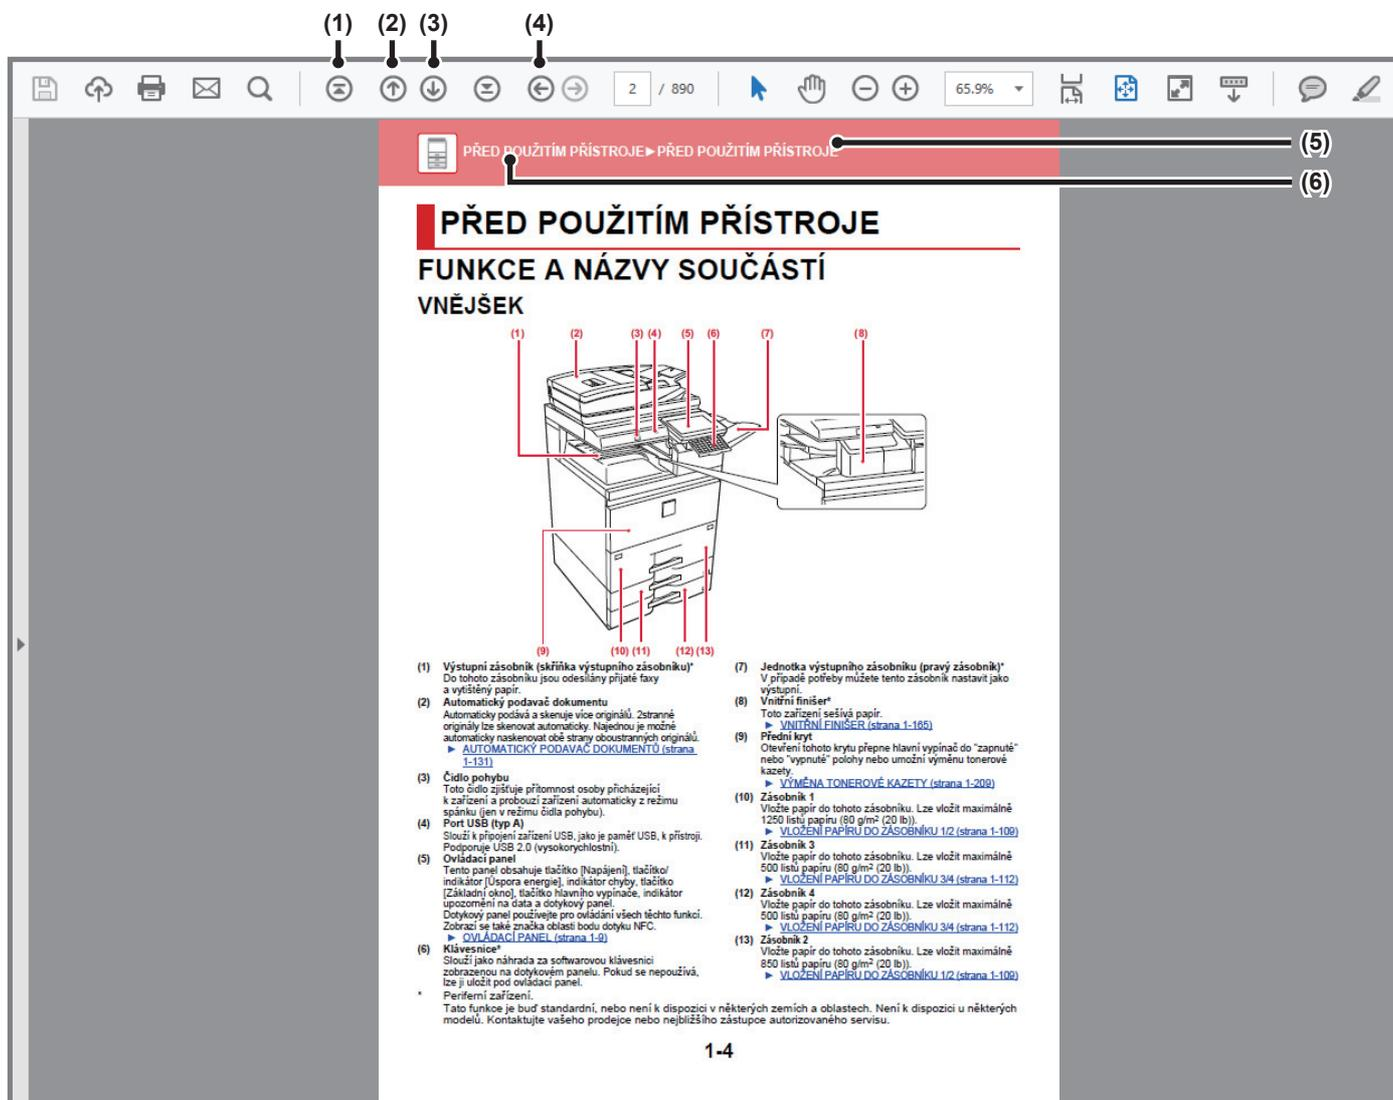 (1) (2) (3) (4)
2 / 890 65.9%
PŘED POUŽITÍM PŘÍSTROJE►PŘED POUŽITÍM PŘÍSTROJE
(5)
(6)
PŘED POUŽITÍM PŘÍSTROJE
FUNKCE A NÁZVY SOUČÁSTÍ
VNĚJŠEK
(1) (2) (3) (4) (5) (6) (7) (8)
(9) (10) (11) (12) (13)
(1) Výstupní zásobník (skříňka výstupního zásobníku)*
Do tohoto zásobníku jsou odesílány přijaté faxy
a vytištěný papír.
(2) Automatický podavač dokumentu
Automaticky podává a skenuje více originálů. 2stranné
originály lze skenovat automaticky. Najednou je možné
automaticky naskenovat obě strany oboustranných originálů.
► AUTOMATICKÝ PODAVAČ DOKUMENTŮ (strana
1-131)
(3) Čidlo pohybu
Toto čidlo zjišťuje přítomnost osoby přicházející
k zařízení a probouzí zařízení automaticky z režimu
spánku (jen v režimu čidla pohybu).
(4) Port USB (typ A)
Slouží k připojení zařízení USB, jako je paměť USB, k přístroji.
Podporuje USB 2.0 (vysokorychlostní).
(5) Ovládací panel
Tento panel obsahuje tlačítko [Napájení], tlačítko/
indikátor [Úspora energie], indikátor chyby, tlačítko
[Základní okno], tlačítko hlavního vypínače, indikátor
upozornění na data a dotykový panel.
Dotykový panel používejte pro ovládání všech těchto funkcí.
Zobrazí se také značka oblasti bodu dotyku NFC.
► OVLÁDACÍ PANEL (strana 1-9)
(6) Klávesnice*
Slouží jako náhrada za softwarovou klávesnici
zobrazenou na dotykovém panelu. Pokud se nepoužívá,
lze ji uložit pod ovládací panel.
(7) Jednotka výstupního zásobníku (pravý zásobník)*
V případě potřeby můžete tento zásobník nastavit jako
výstupní.
(8) Vnitřní finišer*
Toto zařízení sešívá papír.
► VNITŘNÍ FINIŠER (strana 1-165)
(9) Přední kryt
Otevření tohoto krytu přepne hlavní vypínač do "zapnuté"
nebo "vypnuté" polohy nebo umožní výměnu tonerové
kazety.
► VÝMĚNA TONEROVÉ KAZETY (strana 1-209)
(10) Zásobník 1
Vložte papír do tohoto zásobníku. Lze vložit maximálně
1250 listů papíru (80 g/m² (20 lb)).
► VLOŽENÍ PAPÍRU DO ZÁSOBNÍKU 1/2 (strana 1-109)
(11) Zásobník 3
Vložte papír do tohoto zásobníku. Lze vložit maximálně
500 listů papíru (80 g/m² (20 lb)).
► VLOŽENÍ PAPÍRU DO ZÁSOBNÍKU 3/4 (strana 1-112)
(12) Zásobník 4
Vložte papír do tohoto zásobníku. Lze vložit maximálně
500 listů papíru (80 g/m² (20 lb)).
► VLOŽENÍ PAPÍRU DO ZÁSOBNÍKU 3/4 (strana 1-112)
(13) Zásobník 2
Vložte papír do tohoto zásobníku. Lze vložit maximálně
850 listů papíru (80 g/m² (20 lb)).
► VLOŽENÍ PAPÍRU DO ZÁSOBNÍKU 1/2 (strana 1-109)
* Periferní zařízení.
Tato funkce je buď standardní, nebo není k dispozici v některých zemích a oblastech. Není k dispozici u některých
modelů. Kontaktujte vašeho prodejce nebo nejbližšího zástupce autorizovaného servisu.
1-4